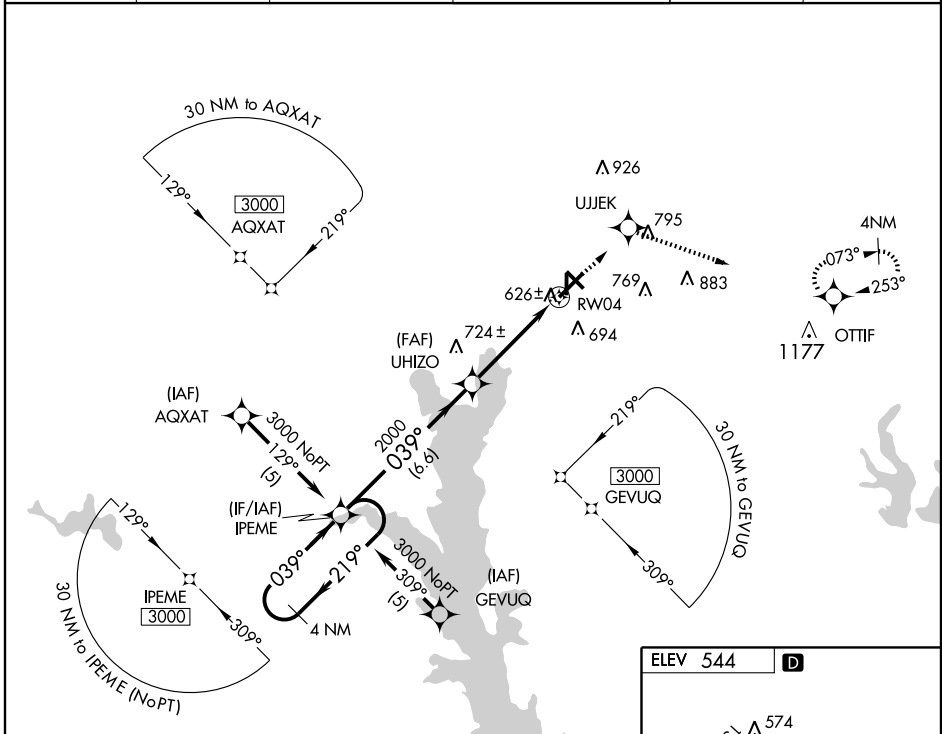 30 NM to AQXAT
129°
3000
AQXAT
219°
926
UJJEK
795
4NM
073°
253°
626±
RW04
769
883
694
OTTIF
1177
(FAF)
UHIZO
724±
(IAF)
AQXAT
3000 NoPT
129°
(5)
2000
039°
(6.6)
219°
3000
GEVUQ
30 NM to GEVUQ
309°
(IF/IAF)
IPEME
129°
039°
219°
3000 NoPT
309°
(5)
(IAF)
GEVUQ
IPEME
3000
309°
30 NM to IPEME (NoPT)
4 NM
ELEV 544
D
574